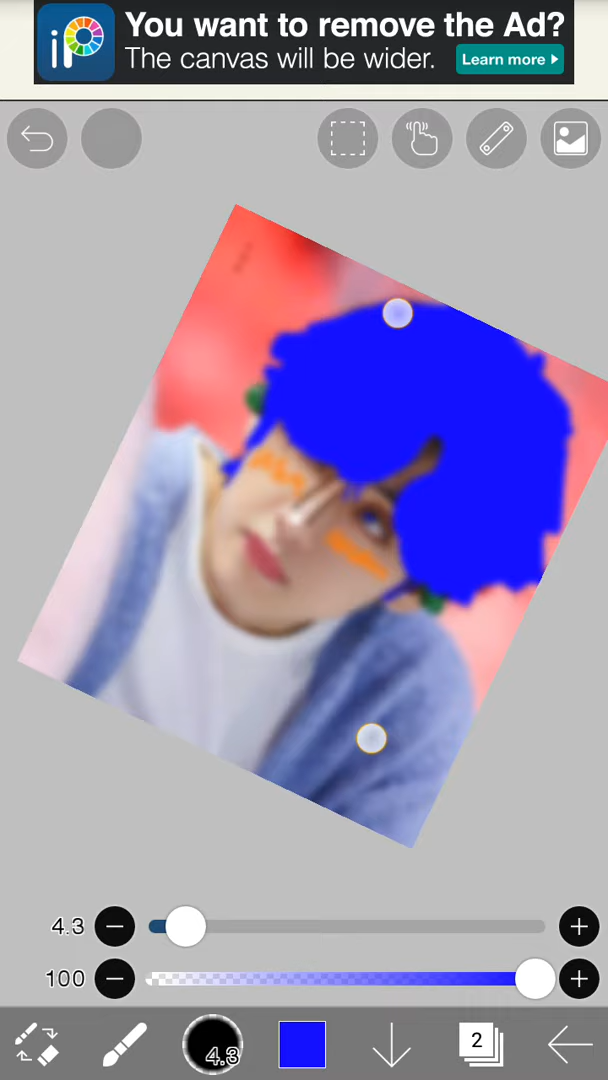 iP
You want to remove the Ad?
The canvas will be wider.
Learn more
4.3
100
4.3
2